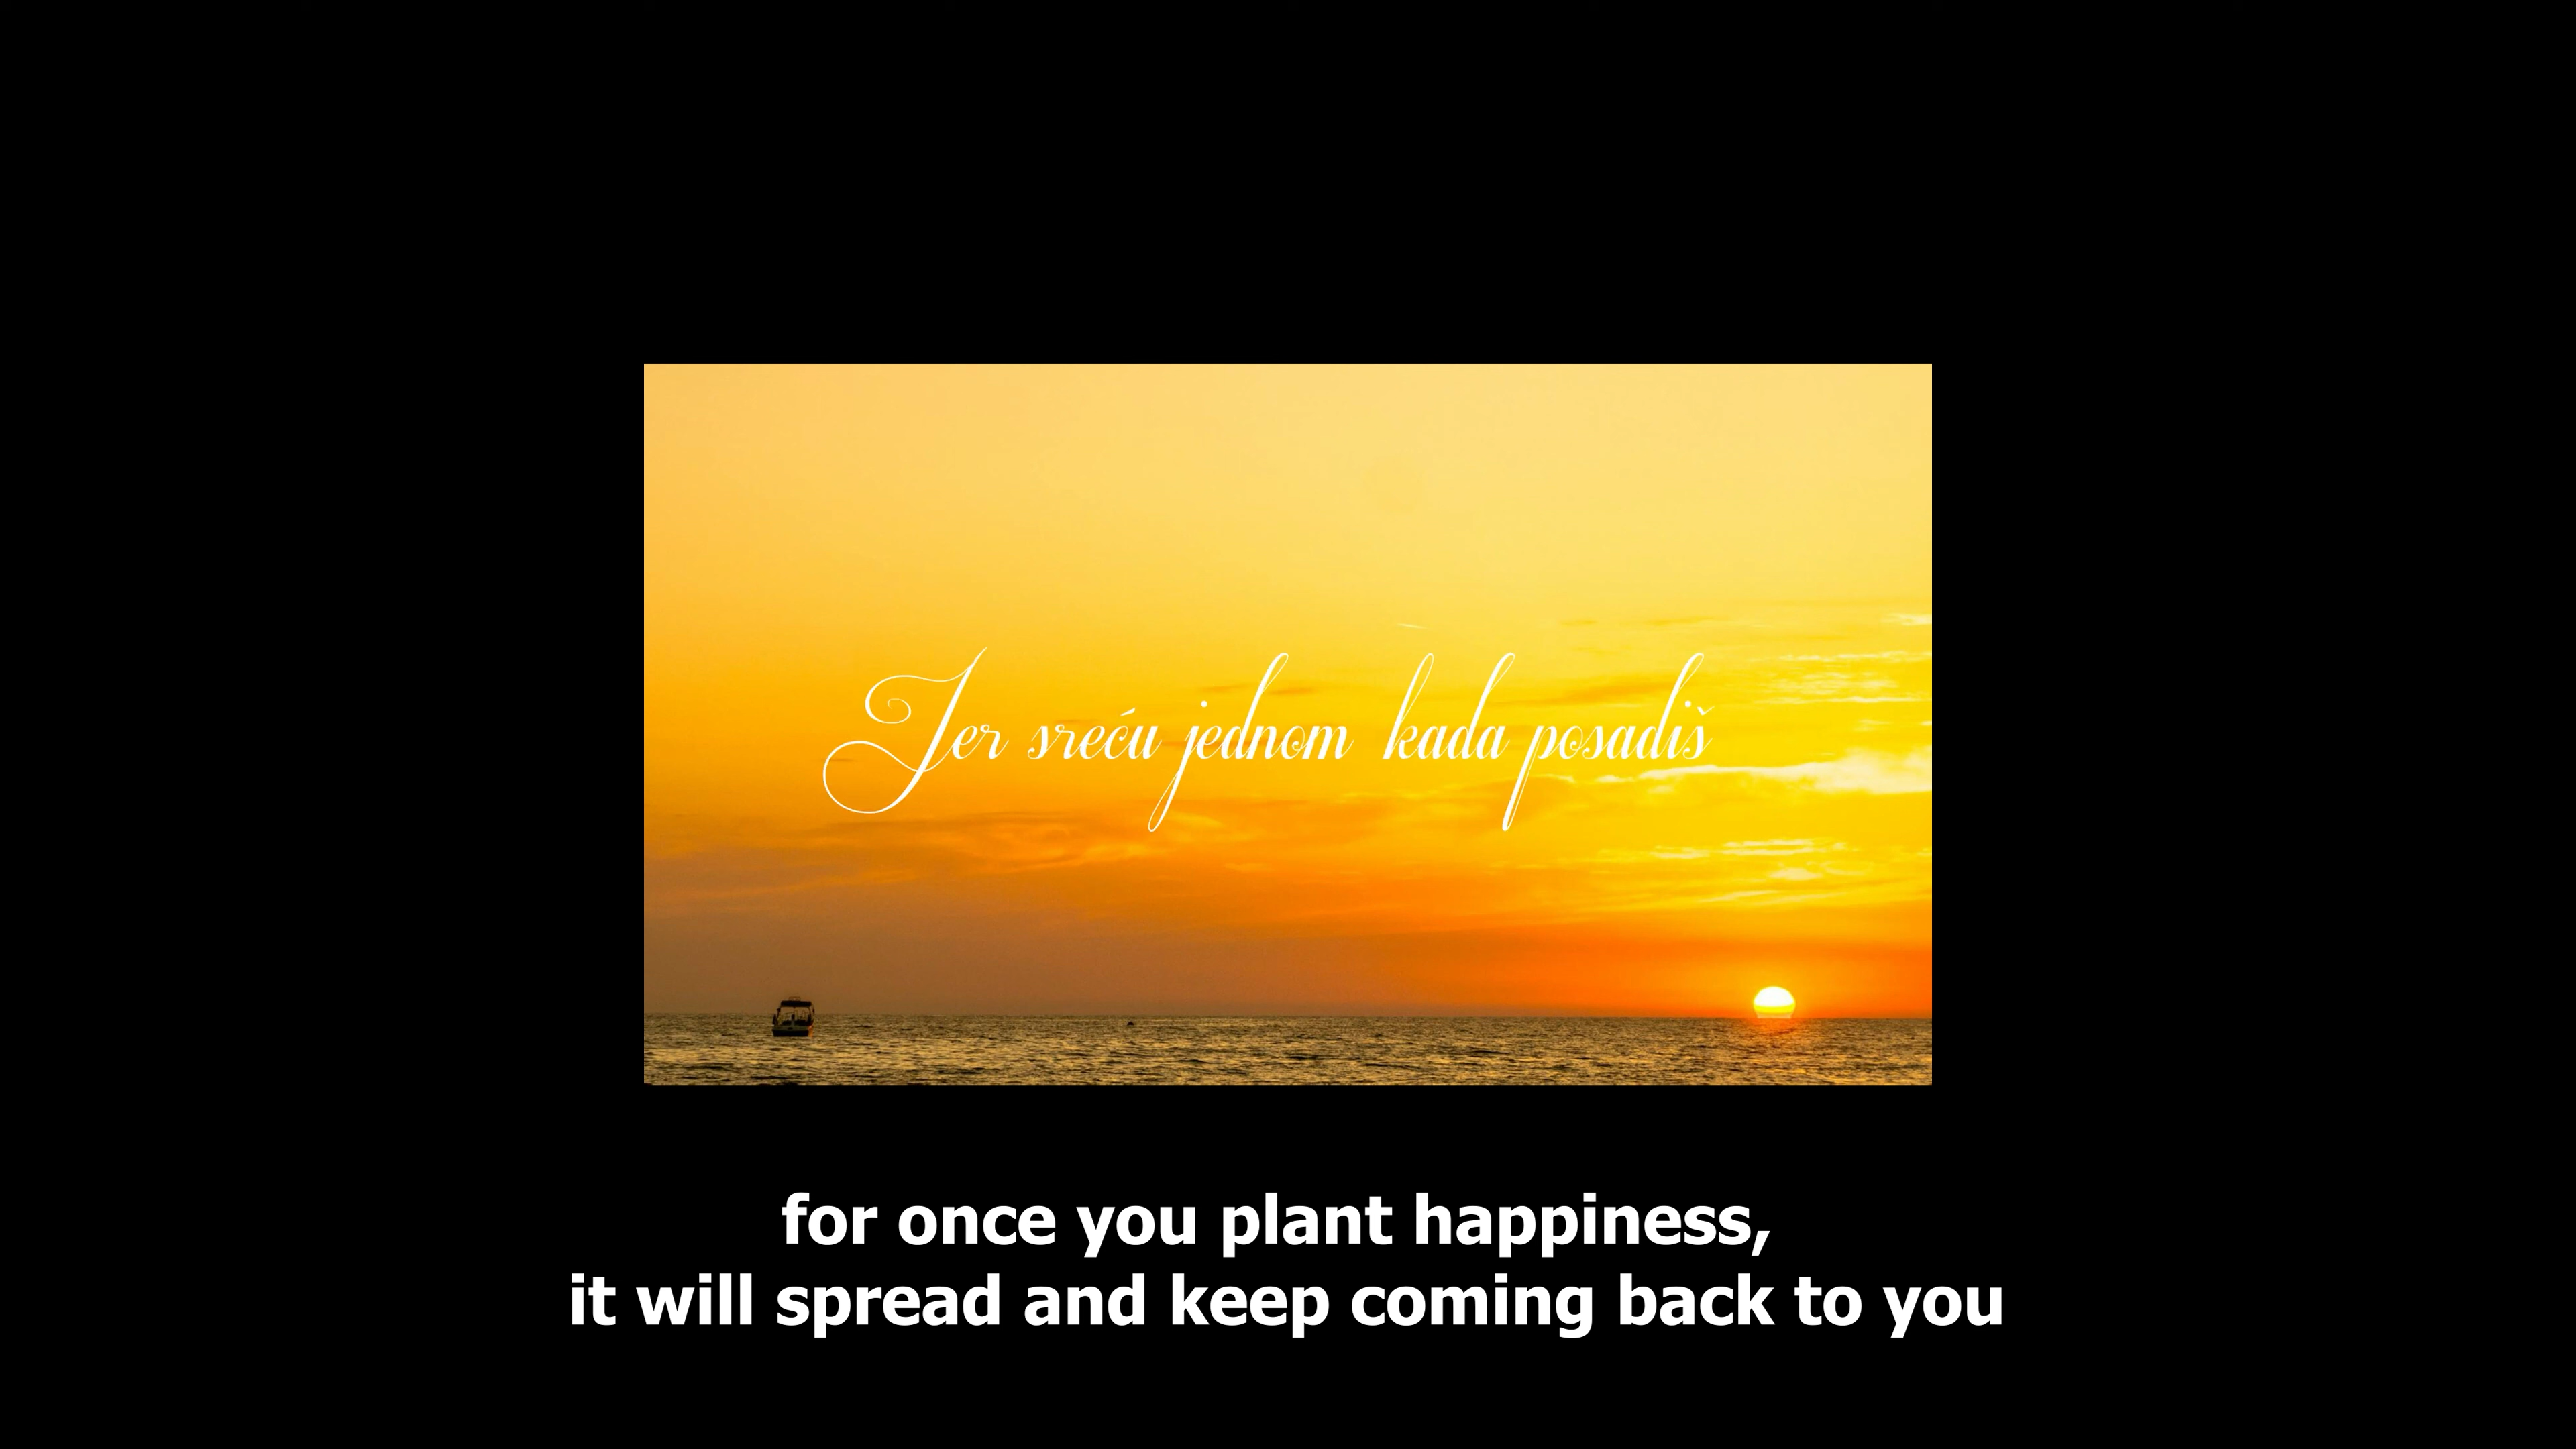 Jer sreću jednom kada posadiš
for once you plant happiness,
it will spread and keep coming back to you